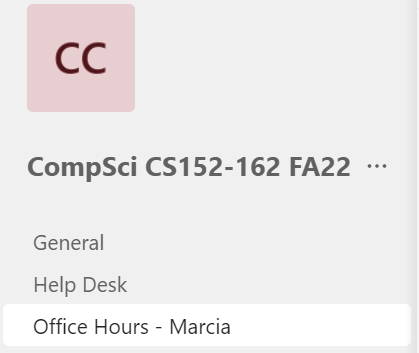 CC
CompSci CS152-162 FA22 ···
General
Help Desk
Office Hours - Marcia